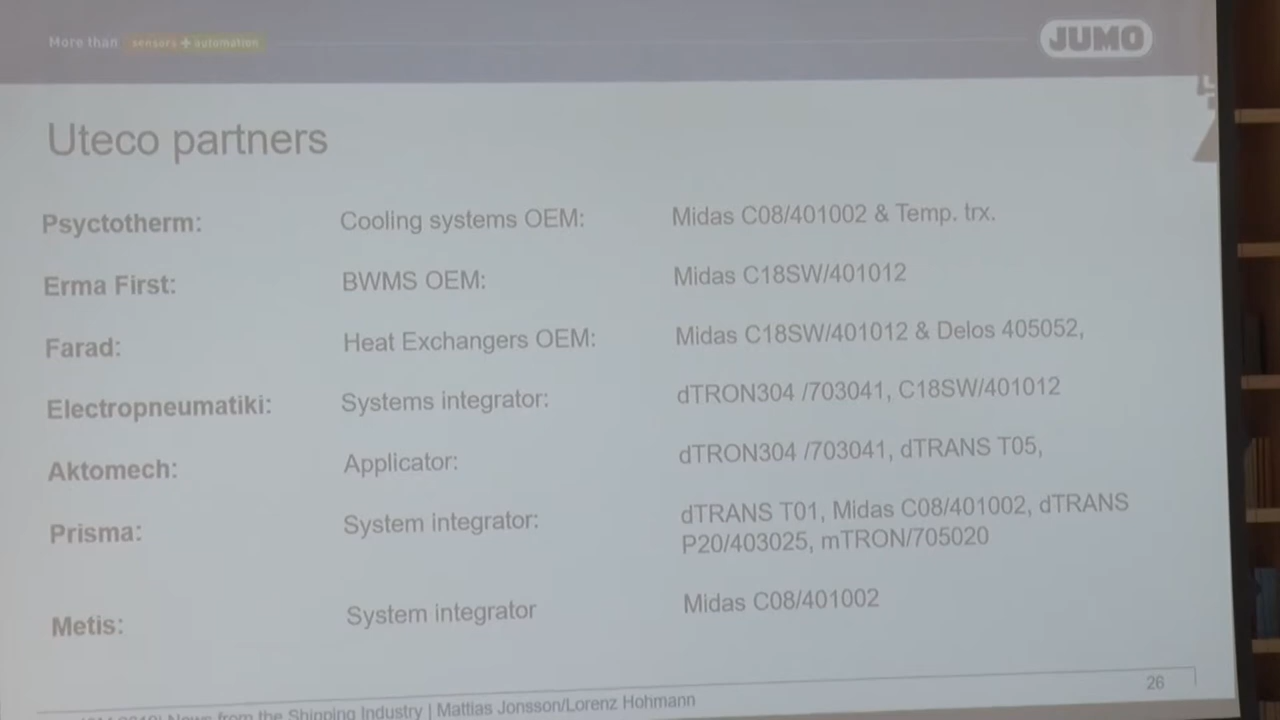 More than sensors + automation
JUMO
Uteco partners
Psyctotherm: Cooling systems OEM: Midas C08/401002 & Temp. trx.
Erma First: BWMS OEM: Midas C18SW/401012
Farad: Heat Exchangers OEM: Midas C18SW/401012 & Delos 405052,
Electropneumatiki: Systems integrator: dTRON304 /703041, C18SW/401012
Aktomech: Applicator: dTRON304 /703041, dTRANS T05,
Prisma: System integrator: dTRANS T01, Midas C08/401002, dTRANS
P20/403025, mTRON/705020
Metis: System integrator Midas C08/401002
26
News from the Shipping Industry | Mattias Jonsson/Lorenz Hohmann